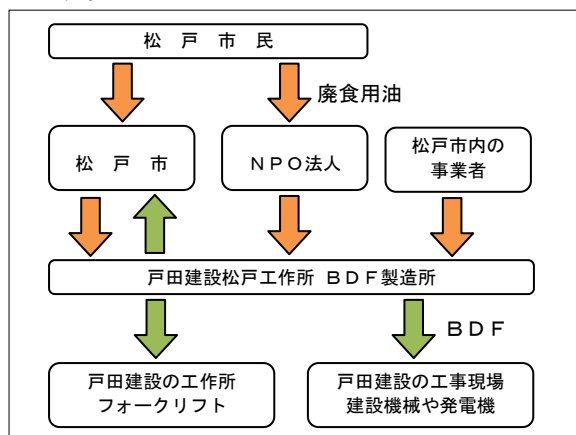 松 戸 市 民
廃食用油
松 戸 市
NPO法人
松戸市内の
事業者
戸田建設松戸工作所 BDF製造所
BDF
戸田建設の工作所
フォークリフト
戸田建設の工事現場
建設機械や発電機